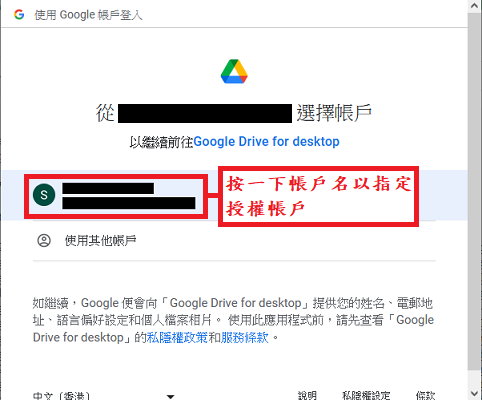 使用 Google 帳戶登入
從 選擇帳戶
以繼續前往Google Drive for desktop
S
按一下帳戶名以指定
授權帳戶
使用其他帳戶
如繼續，Google 便會向「Google Drive for desktop」提供您的姓名、電郵地
址、語言偏好設定和個人檔案相片。 使用此應用程式前，請先查看「Google
Drive for desktop」的私隱權政策和服務條款。
中文（香港） 說明 私隱權設定 條款